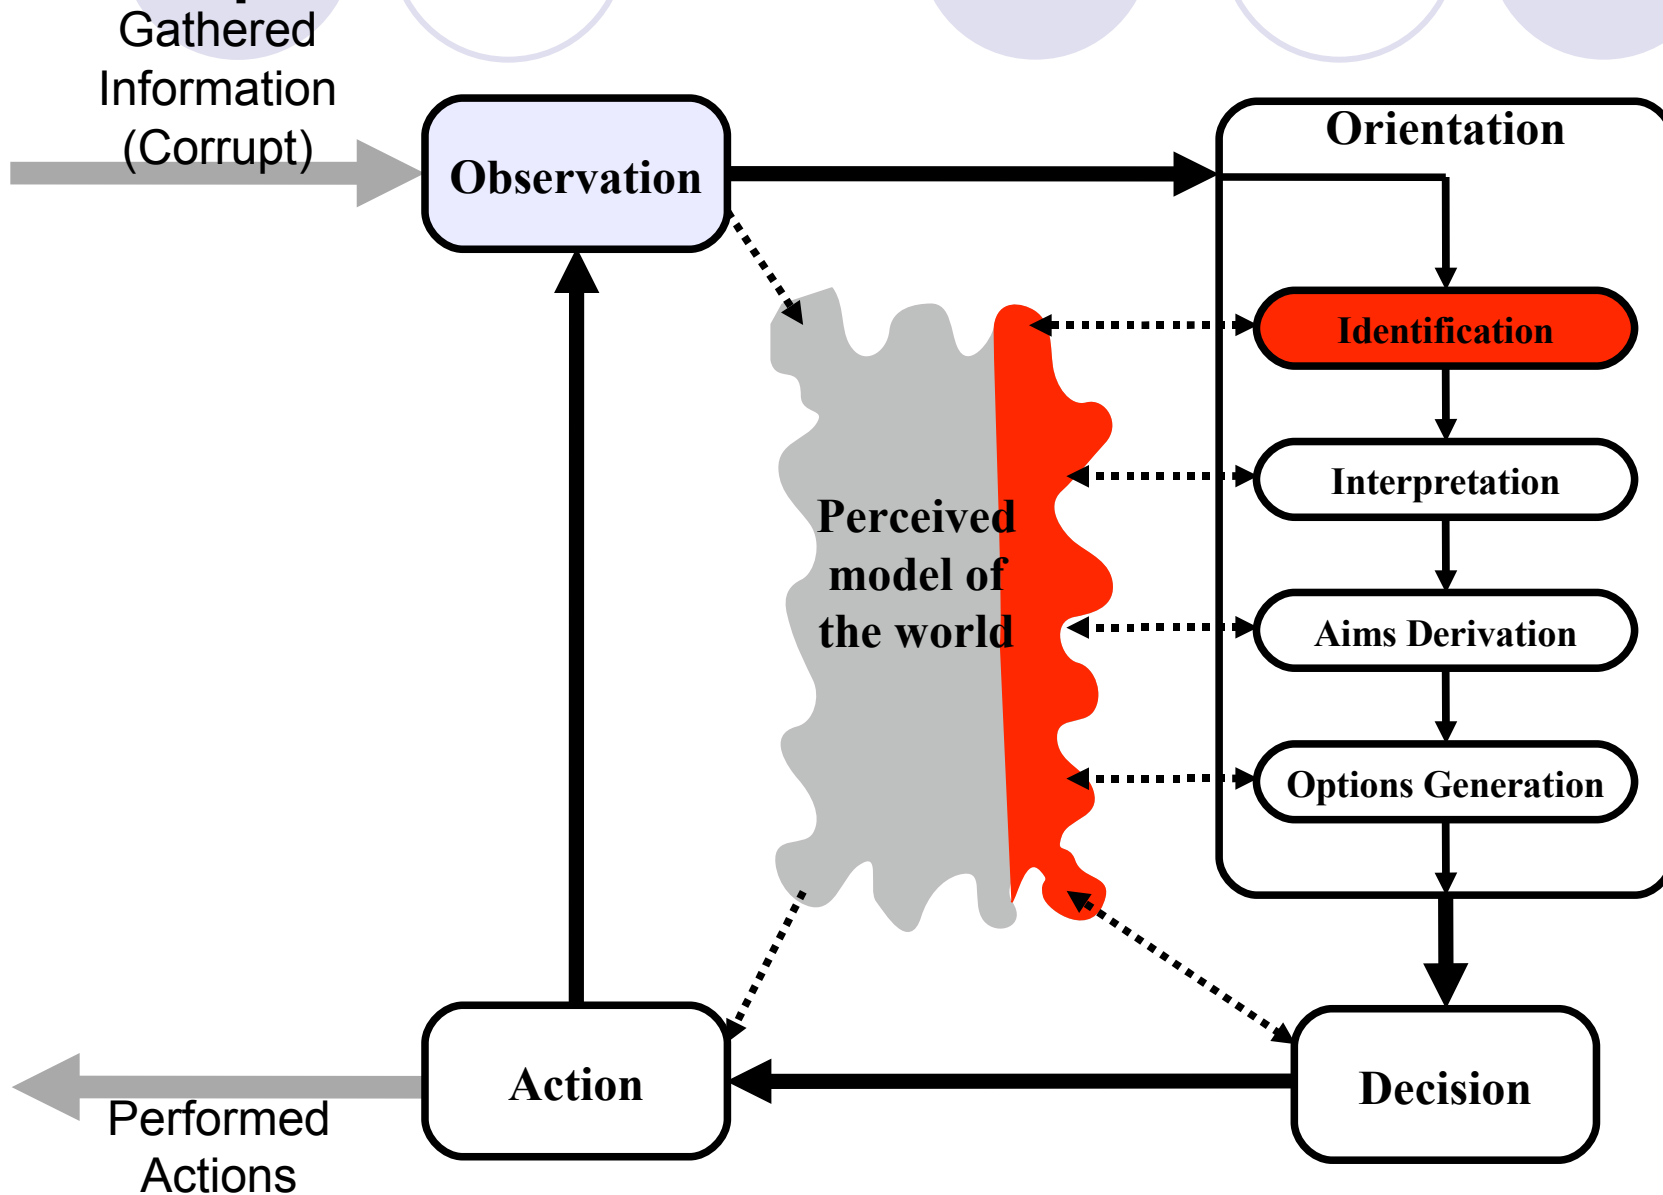 Gathered
Information
(Corrupt)
Observation
Orientation
Identification
Interpretation
Perceived
model of
the world
Aims Derivation
Options Generation
Action
Decision
Performed
Actions